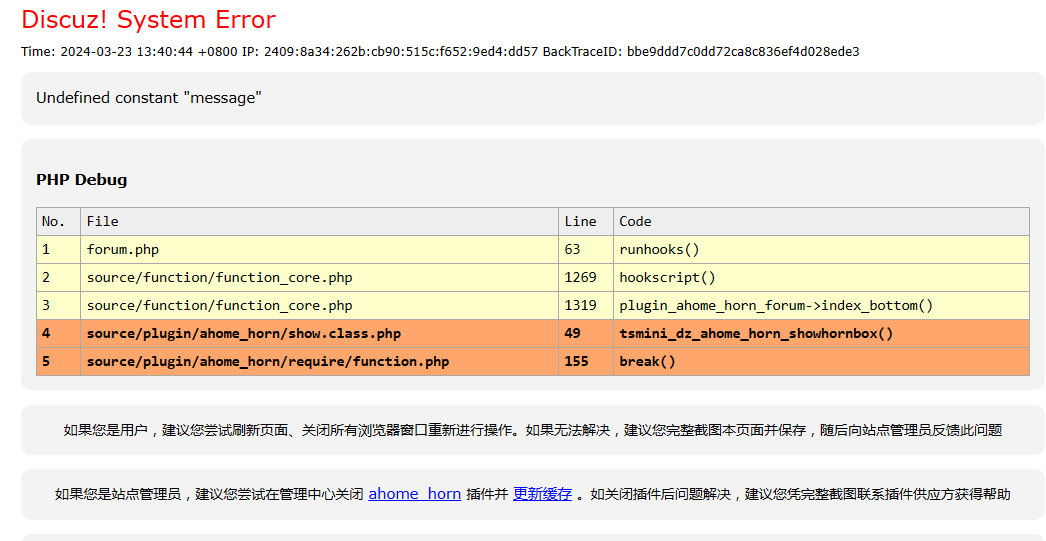 Discuz! System Error
Time: 2024-03-23 13:40:44 +0800 IP: 2409:8a34:262b:cb90:515c:f652:9ed4:dd57 BackTraceID: bbe9ddd7c0dd72ca8c836ef4d028ede3
Undefined constant "message"
PHP Debug
No. File Line Code
1 forum.php 63 runhooks()
2 source/function/function_core.php 1269 hookscript()
3 source/function/function_core.php 1319 plugin_ahome_horn_forum->index_bottom()
4 source/plugin/ahome_horn/show.class.php 49 tsmini_dz_ahome_horn_showhornbox()
5 source/plugin/ahome_horn/require/function.php 155 break()
如果您是用户，建议您尝试刷新页面、关闭所有浏览器窗口重新进行操作。如果无法解决，建议您完整截图本页面并保存，随后向站点管理员反馈此问题
如果您是站点管理员，建议您尝试在管理中心关闭 ahome_horn 插件并 更新缓存 。如关闭插件后问题解决，建议您凭完整截图联系插件供应方获得帮助